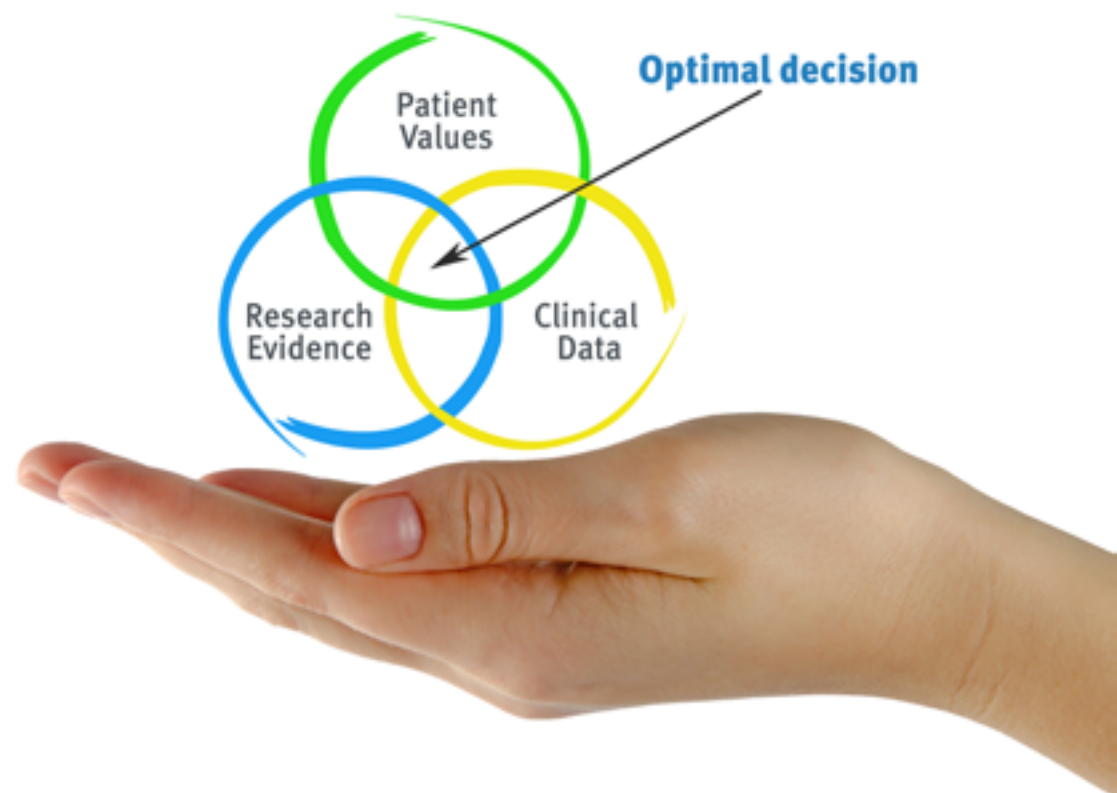 Optimal decision
Patient
Values
Research
Evidence
Clinical
Data